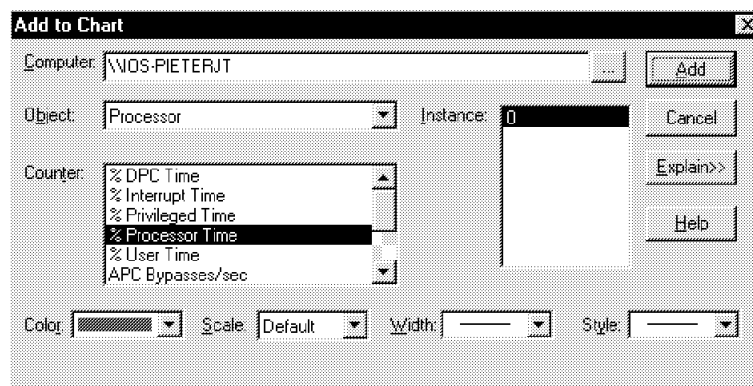 Add to Chart
Computer: \\IOS-PIETERJT ... Add
Object: Processor Instance: 0 Cancel
Counter: % DPC Time Explain>>
% Interrupt Time
% Privileged Time
% Processor Time Help
% User Time
APC Bypasses/sec
Color: Scale: Default Width: Style: